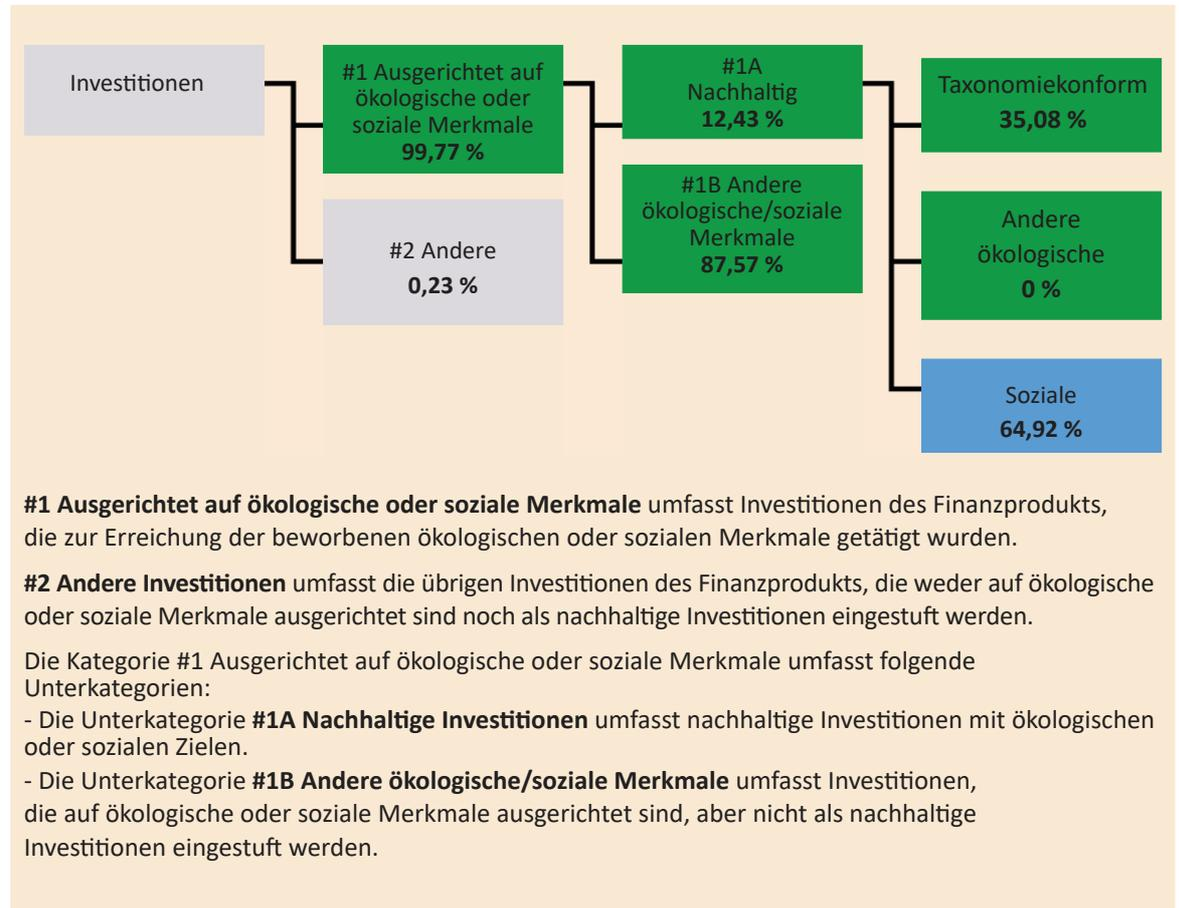 Investitionen
#1 Ausgerichtet auf
ökologische oder
soziale Merkmale
99,77 %
#2 Andere
0,23 %
#1A
Nachhaltig
12,43 %
#1B Andere
ökologische/soziale
Merkmale
87,57 %
Taxonomiekonform
35,08 %
Andere
ökologische
0 %
Soziale
64,92 %
#1 Ausgerichtet auf ökologische oder soziale Merkmale umfasst Investitionen des Finanzprodukts,
die zur Erreichung der beworbenen ökologischen oder sozialen Merkmale getätigt wurden.
#2 Andere Investitionen umfasst die übrigen Investitionen des Finanzprodukts, die weder auf ökologische
oder soziale Merkmale ausgerichtet sind noch als nachhaltige Investitionen eingestuft werden.
Die Kategorie #1 Ausgerichtet auf ökologische oder soziale Merkmale umfasst folgende
Unterkategorien:
- Die Unterkategorie #1A Nachhaltige Investitionen umfasst nachhaltige Investitionen mit ökologischen
oder sozialen Zielen.
- Die Unterkategorie #1B Andere ökologische/soziale Merkmale umfasst Investitionen,
die auf ökologische oder soziale Merkmale ausgerichtet sind, aber nicht als nachhaltige
Investitionen eingestuft werden.